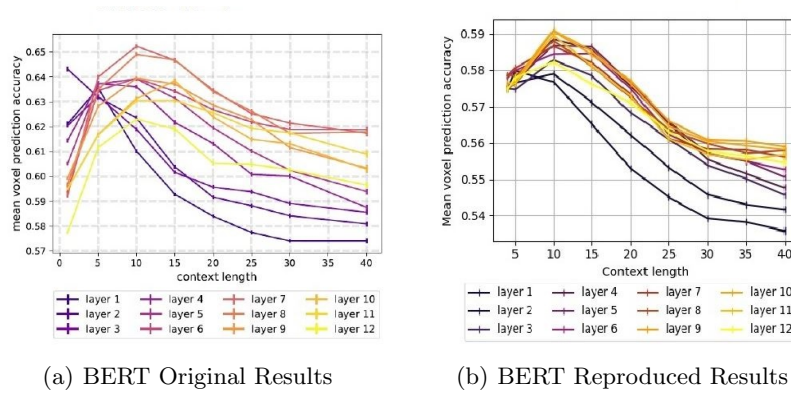 0.65
0.64
0.63
0.62
0.61
0.60
0.59
0.58
0.57
mean voxel prediction accuracy
0 5 10 15 20 25 30 35 40
context length
layer 1 layer 4 layer 7 layer 10
layer 2 layer 5 layer 8 layer 11
layer 3 layer 6 layer 9 layer 12
(a) BERT Original Results
0.59
0.58
0.57
0.56
0.55
0.54
Mean voxel prediction accuracy
5 10 15 20 25 30 35 40
Context length
layer 1 layer 4 layer 7 layer 10
layer 2 layer 5 layer 8 layer 11
layer 3 layer 6 layer 9 layer 12
(b) BERT Reproduced Results